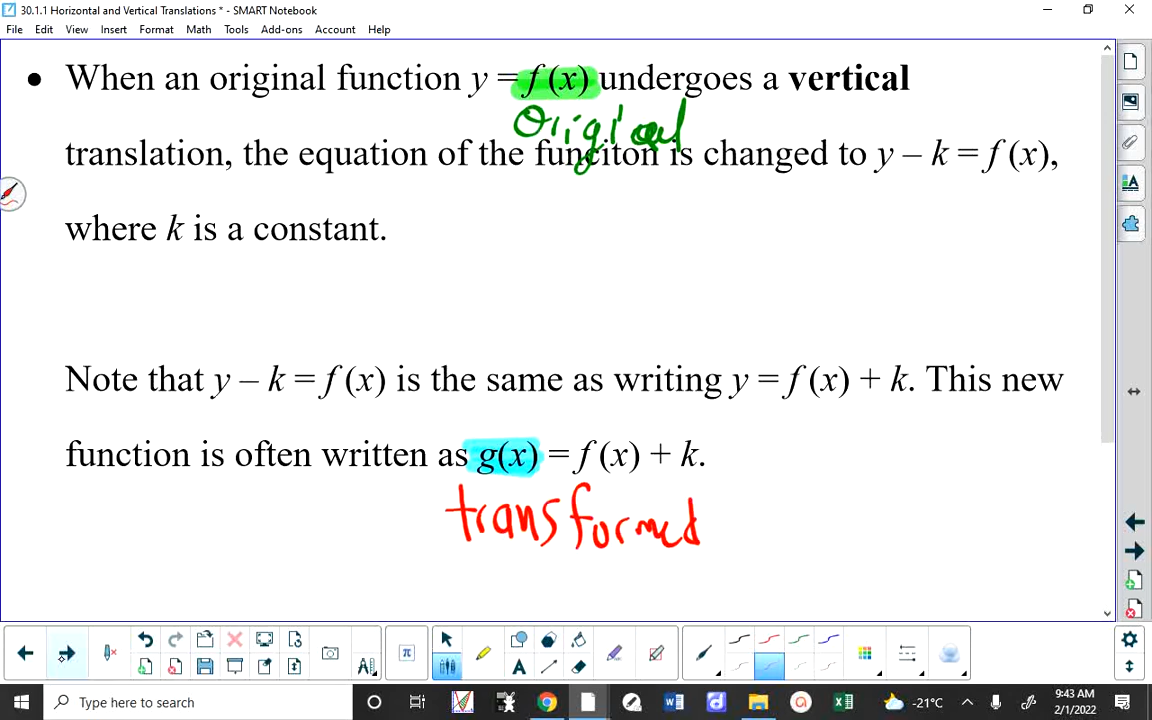 30.1.1 Horizontal and Vertical Translations * - SMART Notebook
File Edit View Insert Format Math Tools Add-ons Account Help
• When an original function y = f (x) undergoes a vertical
Original
translation, the equation of the funciton is changed to y – k = f (x),
where k is a constant.
Note that y – k = f (x) is the same as writing y = f (x) + k. This new
function is often written as g(x) = f (x) + k.
transformed
Type here to search
-21°C
9:43 AM
2/1/2022